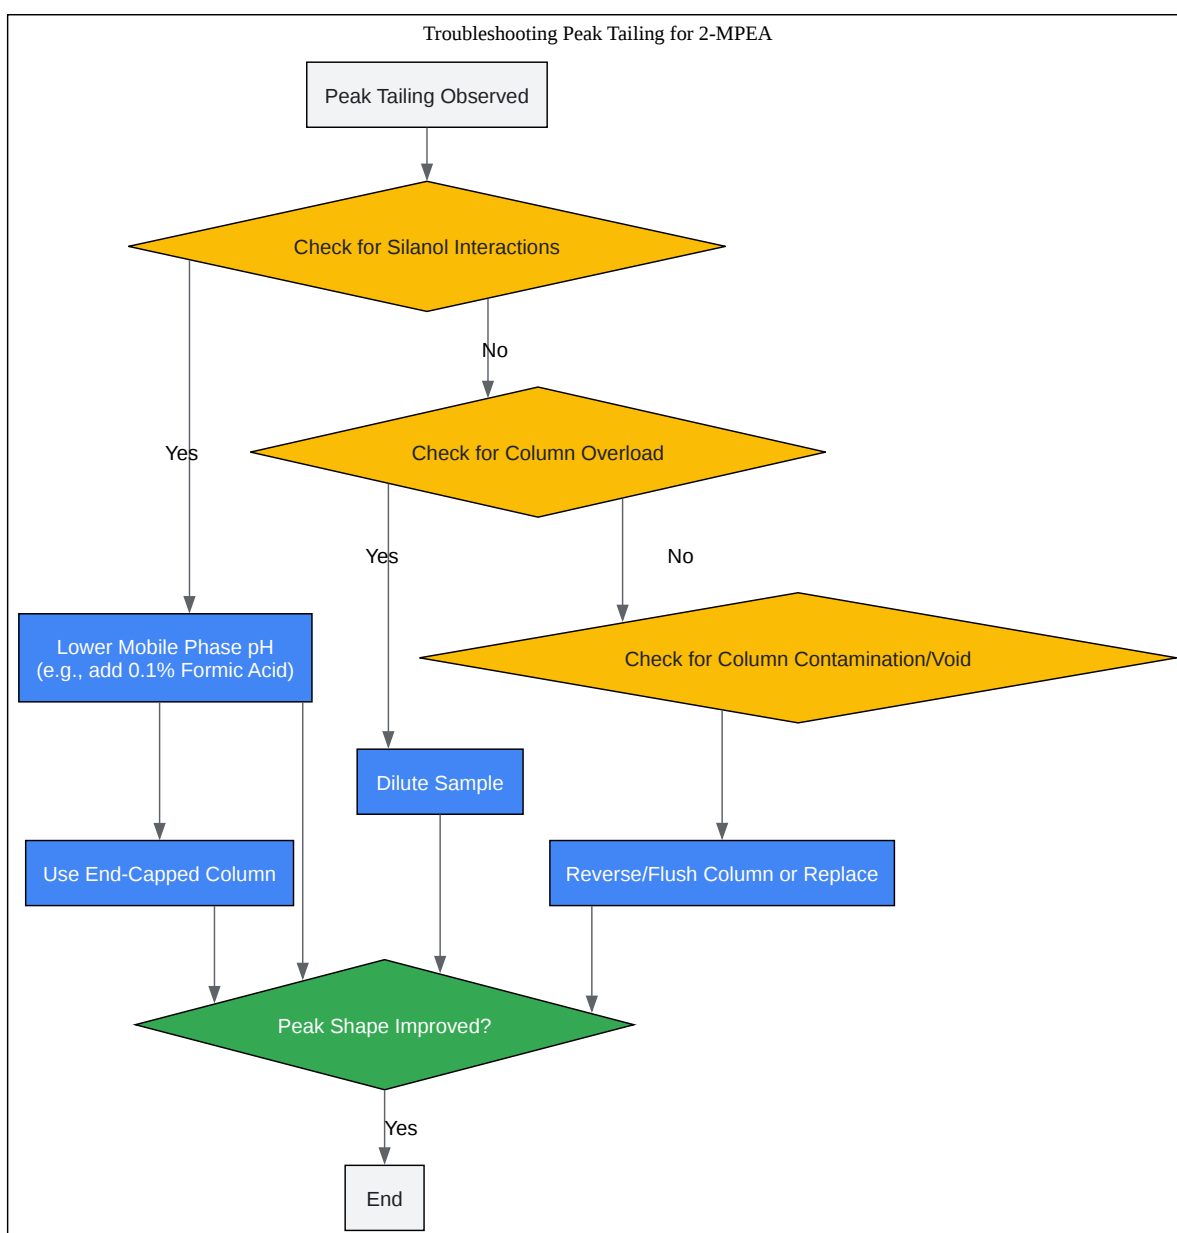 Troubleshooting Peak Tailing for 2-MPEA
Peak Tailing Observed
Check for Silanol Interactions
No
Yes
Check for Column Overload
Yes
No
Lower Mobile Phase pH
(e.g., add 0.1% Formic Acid)
Check for Column Contamination/Void
Dilute Sample
Use End-Capped Column
Reverse/Flush Column or Replace
Peak Shape Improved?
Yes
End